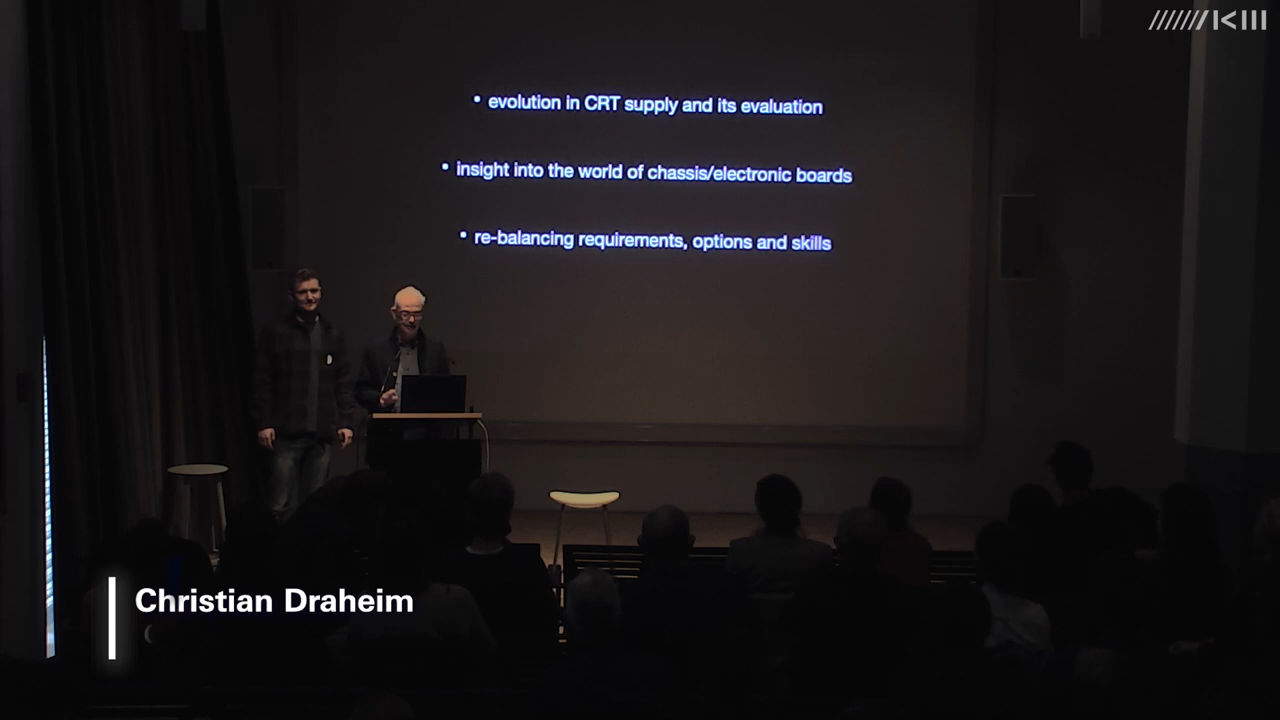 • evolution in CRT supply and its evaluation
• insight into the world of chassis/electronic boards
• re-balancing requirements, options and skills
Christian Draheim